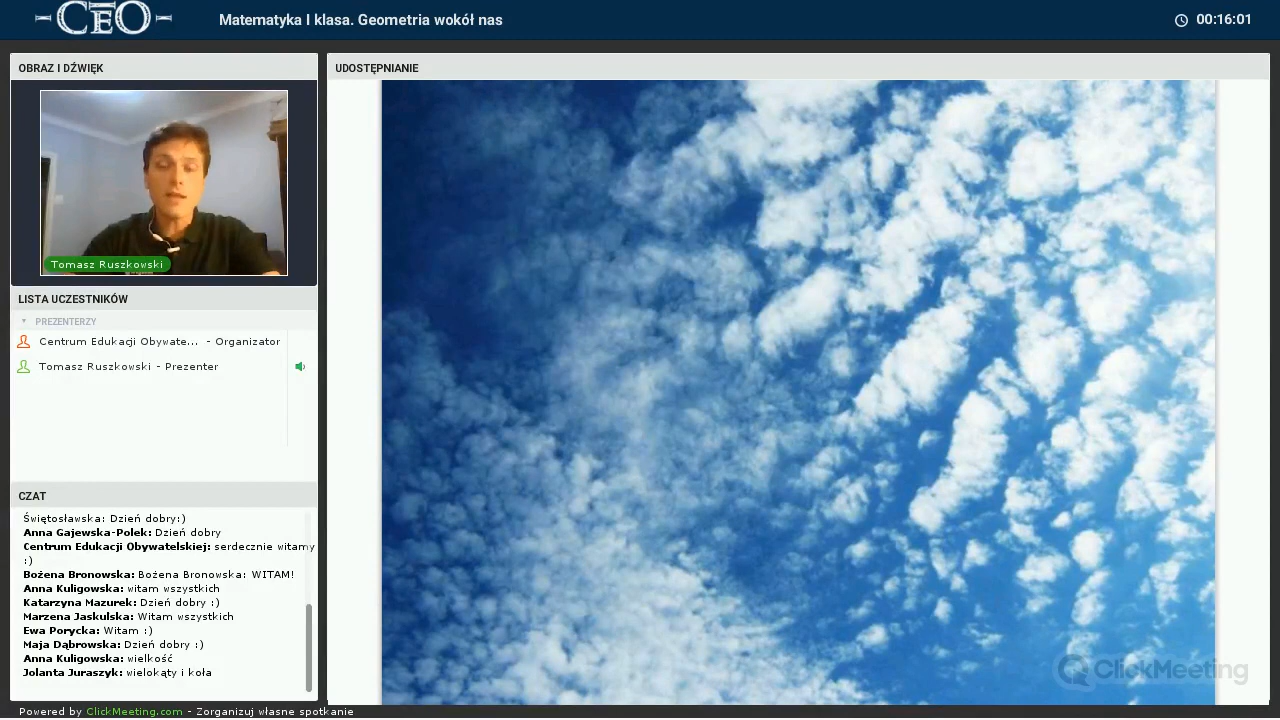 CEO
Matematyka I klasa. Geometria wokół nas
00:16:01
OBRAZ I DŹWIĘK
Tomasz Ruszkowski
LISTA UCZESTNIKÓW
PREZENTERZY
Centrum Edukacji Obywate... - Organizator
Tomasz Ruszkowski - Prezenter
CZAT
Świętosławska: Dzień dobry:)
Anna Gajewska-Polek: Dzień dobry
Centrum Edukacji Obywatelskiej: serdecznie witamy
:)
Bożena Bronowska: Bożena Bronowska: WITAM!
Anna Kuligowska: witam wszystkich
Katarzyna Mazurek: Dzień dobry :)
Marzena Jaskulska: Witam wszystkich
Ewa Porycka: Witam :)
Maja Dąbrowska: Dzień dobry :)
Anna Kuligowska: wielkość
Jolanta Juraszyk: wielokąty i koła
UDOSTĘPNIANIE
ClickMeeting
Powered by ClickMeeting.com - Zorganizuj własne spotkanie